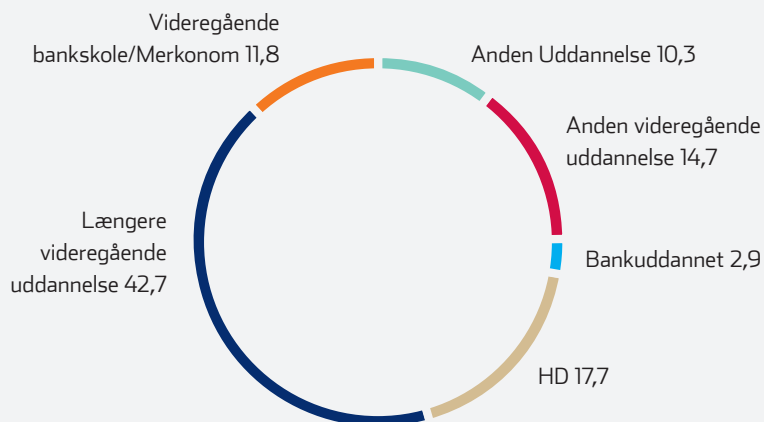 Videregående
bankskole/Merkonom 11,8
Anden Uddannelse 10,3
Anden videregående
uddannelse 14,7
Længere
videregående
uddannelse 42,7
Bankuddannet 2,9
HD 17,7